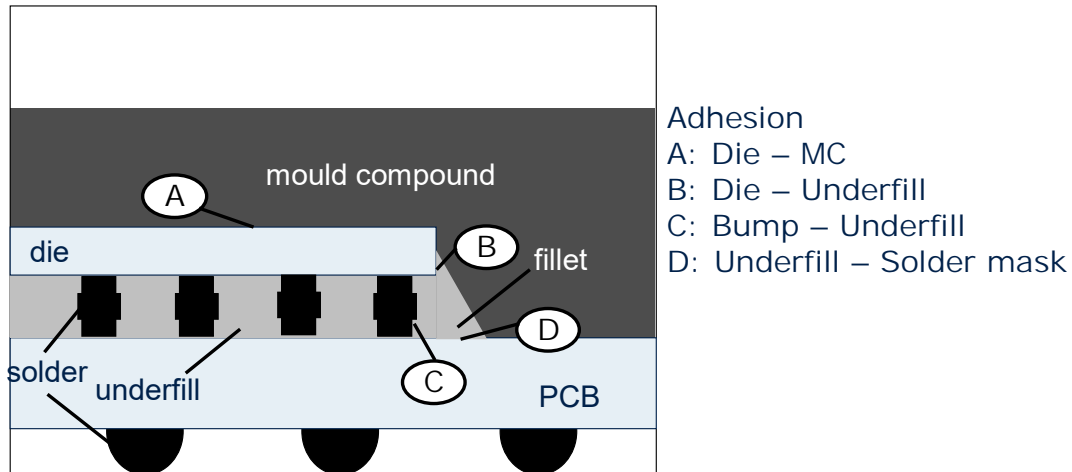 mould compound
A
die
B
fillet
D
solder
underfill
C
PCB
Adhesion
A: Die – MC
B: Die – Underfill
C: Bump – Underfill
D: Underfill – Solder mask